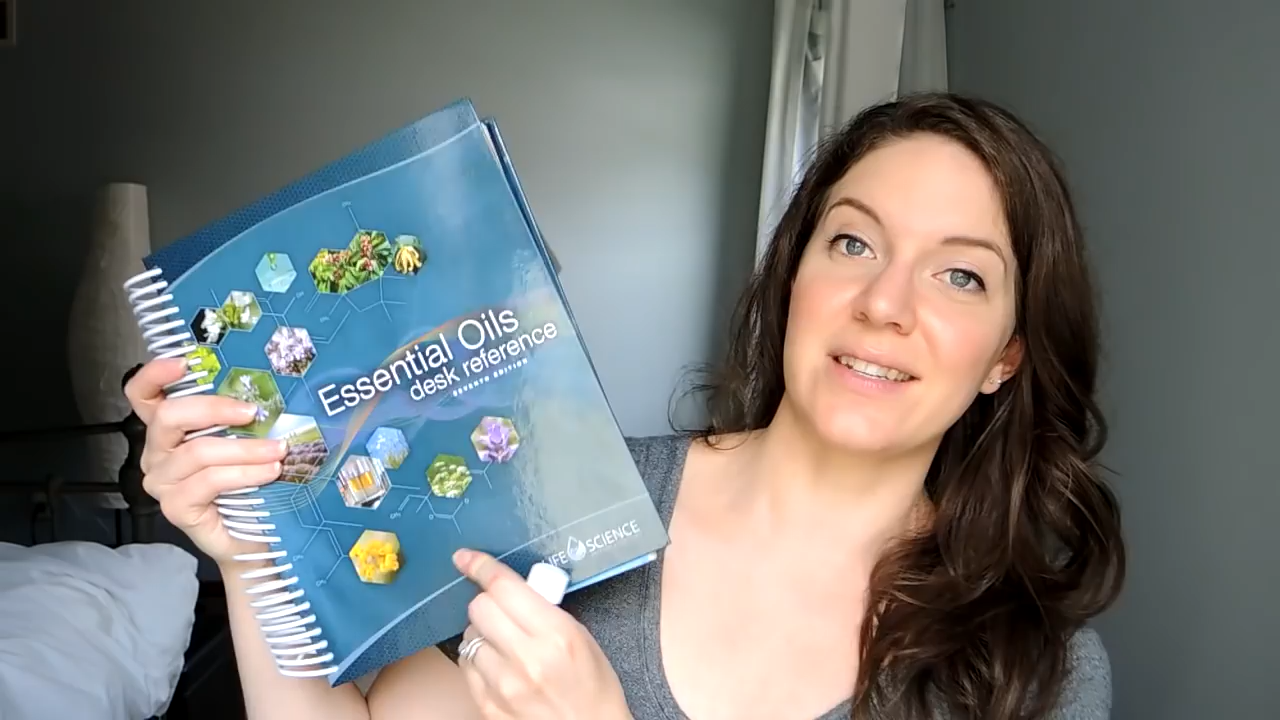 Essential Oils
desk reference
SEVENTH EDITION
LIFE SCIENCE